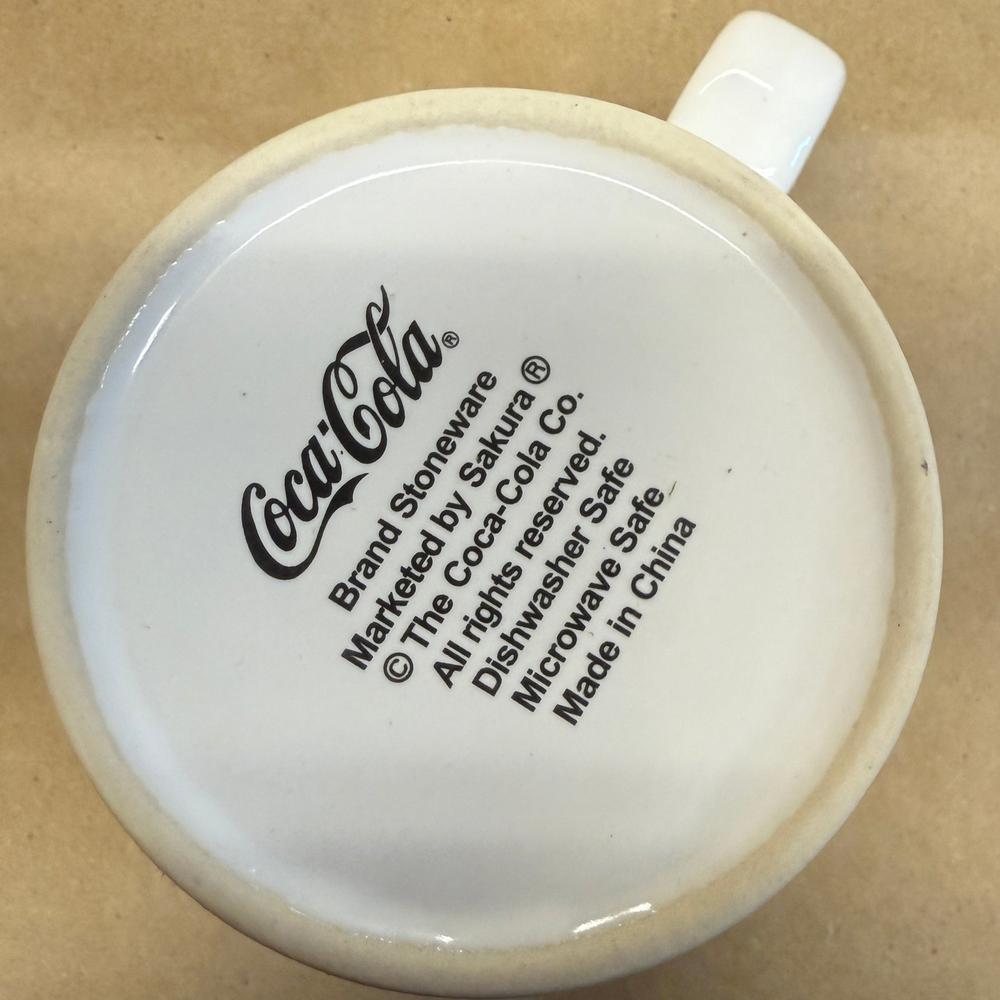 Coca-Cola®
Brand Stoneware
Marketed by Sakura ®
© The Coca-Cola Co.
All rights reserved.
Dishwasher Safe
Microwave Safe
Made in China